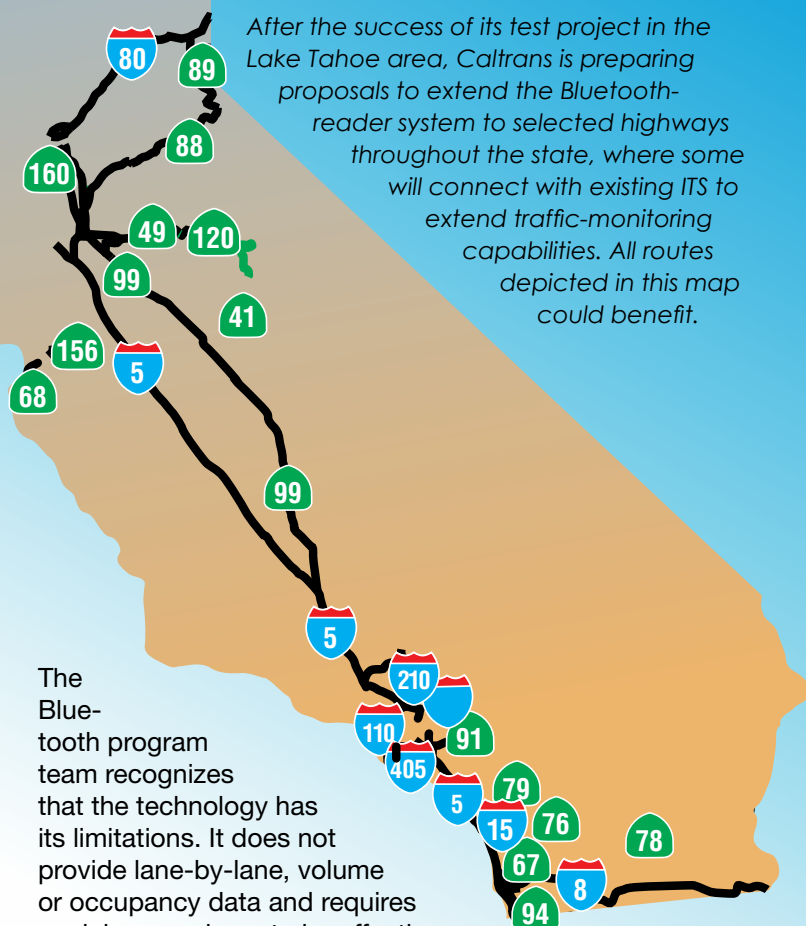 After the success of its test project in the
Lake Tahoe area, Caltrans is preparing
proposals to extend the Bluetooth-
reader system to selected highways
throughout the state, where some
will connect with existing ITS to
extend traffic-monitoring
capabilities. All routes
depicted in this map
could benefit.
80
89
88
160
49
120
99
41
156
5
68
99
5
210
110
91
405
79
5
15
76
78
67
8
94
The
Blue-
tooth program
team recognizes
that the technology has
its limitations. It does not
provide lane-by-lane, volume
or occupancy data and requires